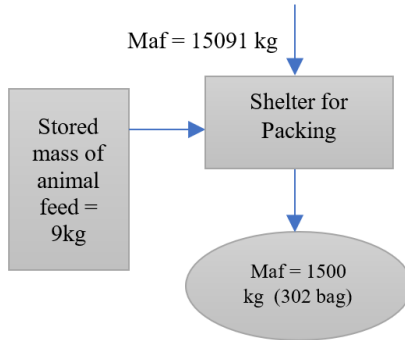 Maf = 15091 kg
Shelter for
Packing
Stored
mass of
animal
feed =
9kg
Maf = 1500
kg  (302 bag)